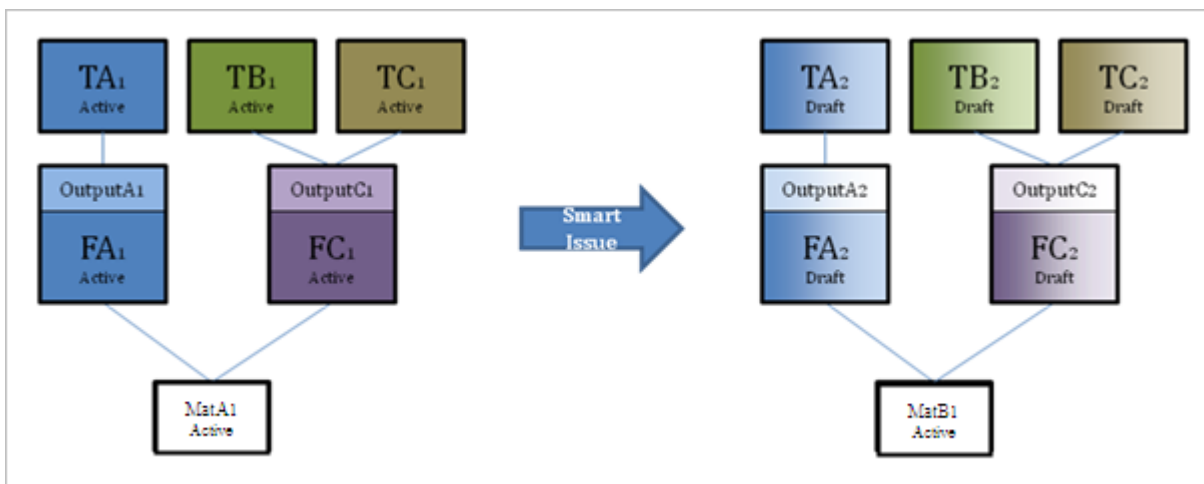 TA1
Active
TB1
Active
TC1
Active
OutputA1
FA1
Active
OutputC1
FC1
Active
MatA1
Active
Smart
Issue
TA2
Draft
TB2
Draft
TC2
Draft
OutputA2
FA2
Draft
OutputC2
FC2
Draft
MatB1
Active